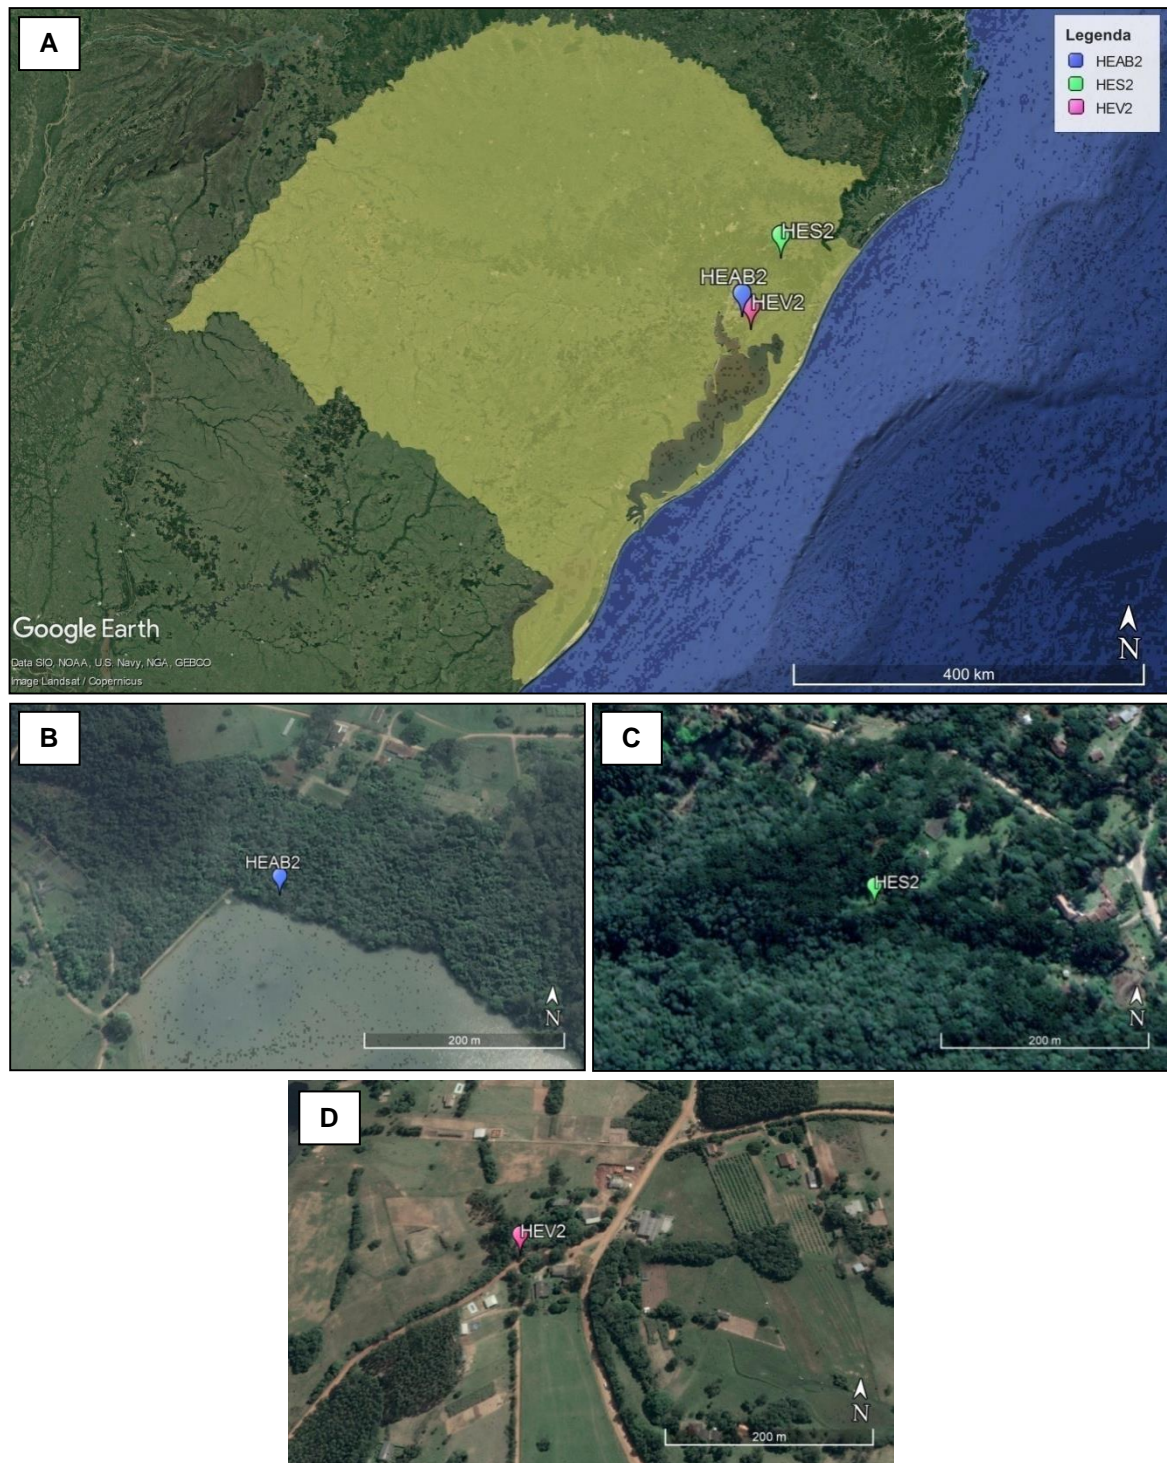 A
Legenda
HEAB2
HES2
HEV2
HES2
HEAB2
HEV2
Google Earth
Data SIO, NOAA, U.S. Navy, NGA, GEBCO
Image Landsat / Copernicus
N
400 km
B
HEAB2
N
200 m
C
HES2
N
200 m
D
HEV2
N
200 m